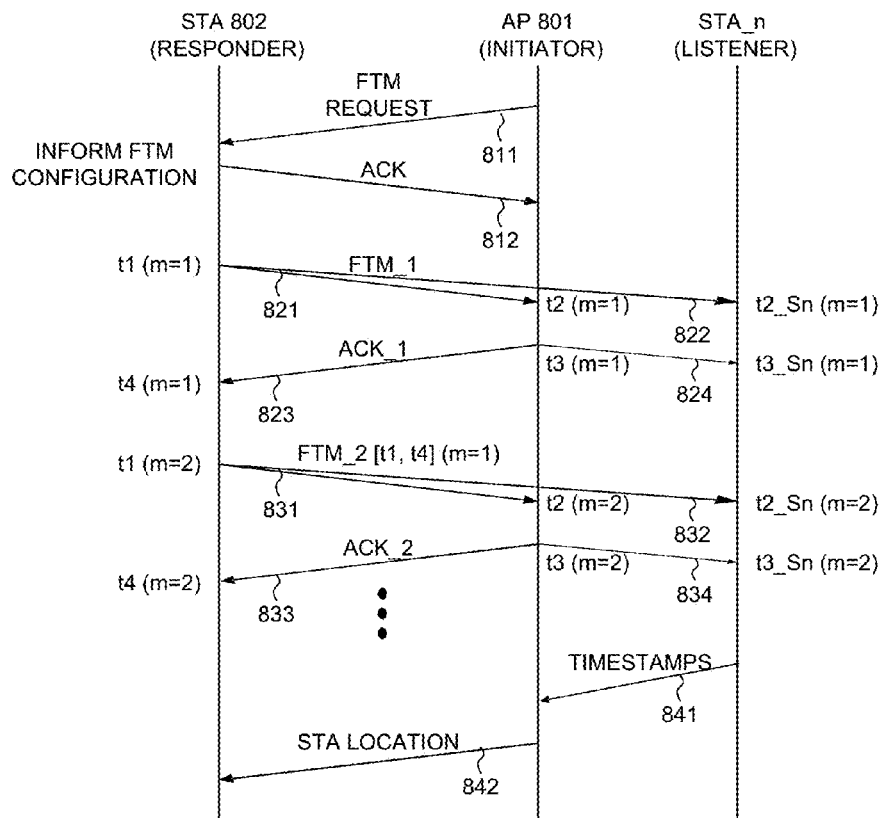 STA 802
(RESPONDER)
AP 801
(INITIATOR)
STA_n
(LISTENER)
FTM
REQUEST
811
INFORM FTM
CONFIGURATION
ACK
812
t1 (m=1)
FTM_1
821
t2 (m=1)
822
t2_Sn (m=1)
ACK_1
t4 (m=1)
823
t3 (m=1)
824
t3_Sn (m=1)
t1 (m=2)
FTM_2 [t1, t4] (m=1)
831
t2 (m=2)
832
t2_Sn (m=2)
ACK_2
t4 (m=2)
833
t3 (m=2)
834
t3_Sn (m=2)
TIMESTAMPS
841
STA LOCATION
842